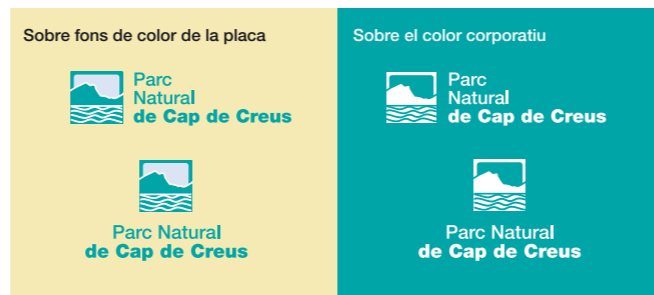 Sobre fons de color de la placa
Parc
Natural
de Cap de Creus
Parc Natural
de Cap de Creus
Sobre el color corporatiu
Parc
Natural
de Cap de Creus
Parc Natural
de Cap de Creus